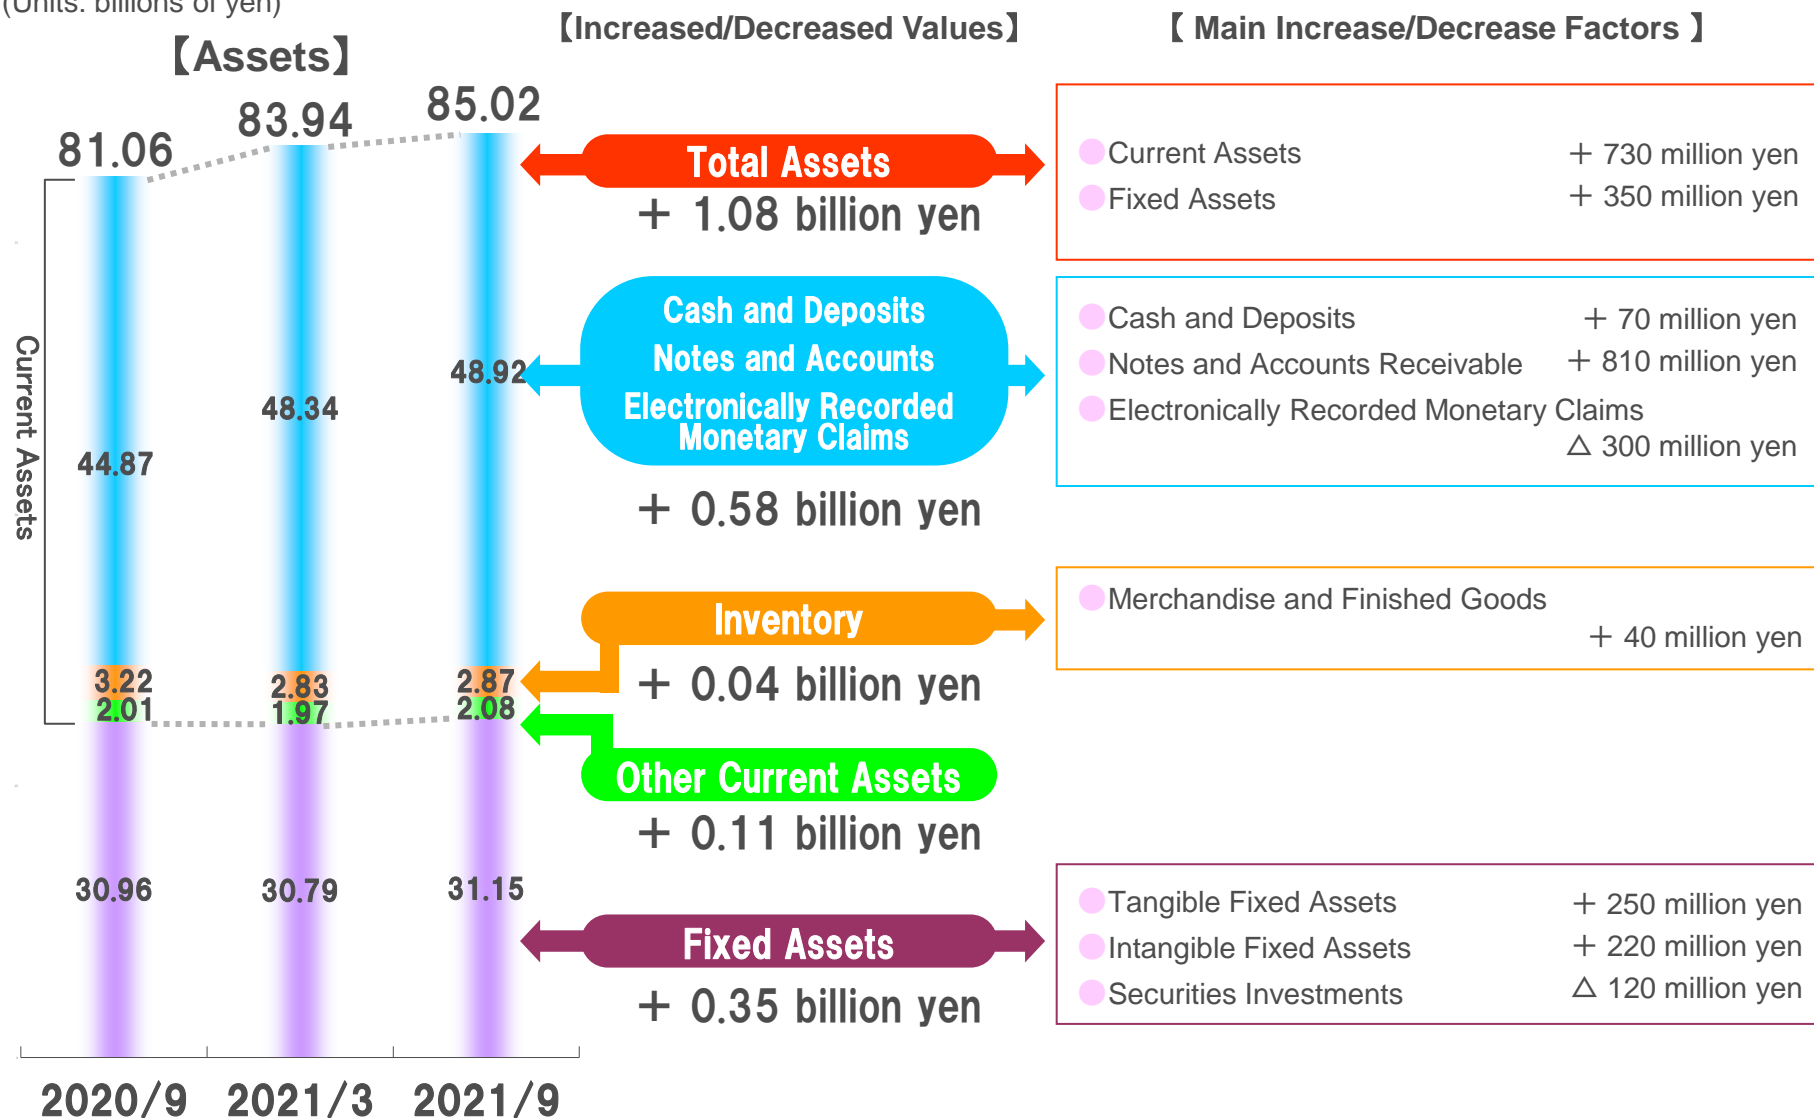 (Units: billions of yen)
【Assets】
【Increased/Decreased Values】
【 Main Increase/Decrease Factors 】
81.06
83.94
85.02
Current Assets
44.87
48.34
48.92
3.22
2.83
2.87
2.01
1.97
2.08
30.96
30.79
31.15
2020/9
2021/3
2021/9
Total Assets
+ 1.08 billion yen
Current Assets + 730 million yen
Fixed Assets + 350 million yen
Cash and Deposits
Notes and Accounts
Electronically Recorded
Monetary Claims
+ 0.58 billion yen
Cash and Deposits + 70 million yen
Notes and Accounts Receivable + 810 million yen
Electronically Recorded Monetary Claims
△ 300 million yen
Inventory
+ 0.04 billion yen
Merchandise and Finished Goods
+ 40 million yen
Other Current Assets
+ 0.11 billion yen
Fixed Assets
+ 0.35 billion yen
Tangible Fixed Assets + 250 million yen
Intangible Fixed Assets + 220 million yen
Securities Investments △ 120 million yen